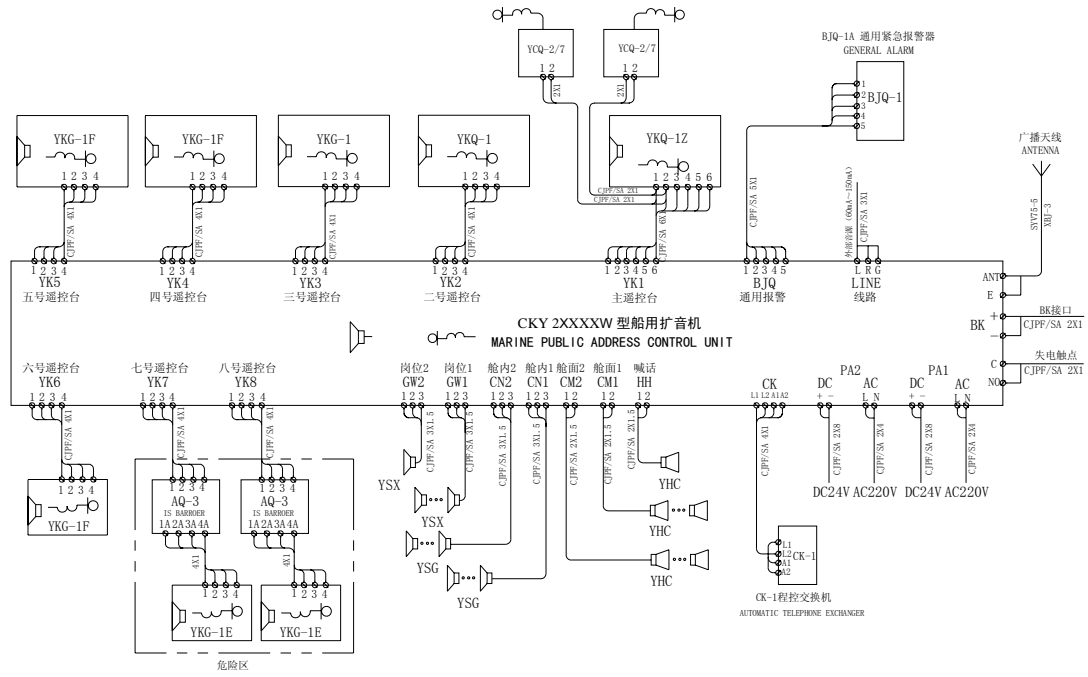 YCQ-2/7
1 2
2X1
YCQ-2/7
1 2
2X1
BJQ-1A 通用紧急报警器
GENERAL ALARM
1
2
3
4
5
BJQ-1
广播天线
ANTENNA
SYV75-5
XBJ-3
YKG-1F
1 2 3 4
CJPF/SA 4X1
YKG-1F
1 2 3 4
CJPF/SA 4X1
YKG-1
1 2 3 4
CJPF/SA 4X1
YKQ-1
1 2 3 4
CJPF/SA 4X1
YKQ-1Z
1 2 3 4 5 6
CJPF/SA 2X1
CJPF/SA 2X1
CJPF/SA 6X1
CJPF/SA 5X1
外部音源 (60mA～150mA)
CJPF/SA 3X1
1 2 3 4
YK5
五号遥控台
1 2 3 4
YK4
四号遥控台
1 2 3 4
YK3
三号遥控台
1 2 3 4
YK2
二号遥控台
1 2 3 4 5 6
YK1
主遥控台
1 2 3 4 5
BJQ
通用报警
L R G
LINE
线路
ANT
E
BK
+
-
BK接口
CJPF/SA 2X1
C
NO
失电触点
CJPF/SA 2X1
CKY 2XXXXW 型船用扩音机
MARINE PUBLIC ADDRESS CONTROL UNIT
六号遥控台
YK6
1 2 3 4
七号遥控台
YK7
1 2 3 4
八号遥控台
YK8
1 2 3 4
岗位2
GW2
1 2 3
岗位1
GW1
1 2 3
舱内2
CN2
1 2 3
舱内1
CN1
1 2 3
舱面2
CM2
1 2
舱面1
CM1
1 2
喊话
HH
1 2
CK
L1 L2 A1 A2
PA2
DC
+ -
AC
L N
PA1
DC
+ -
AC
L N
CJPF/SA 4X1
CJPF/SA 4X1
CJPF/SA 4X1
CJPF/SA 3X1.5
CJPF/SA 3X1.5
CJPF/SA 3X1.5
CJPF/SA 3X1.5
CJPF/SA 2X1.5
CJPF/SA 2X1.5
CJPF/SA 2X1.5
CJPF/SA 4X1
CJPF/SA 2X8
CJPF/SA 2X4
CJPF/SA 2X8
CJPF/SA 2X4
DC24V
AC220V
DC24V
AC220V
1 2 3 4
YKG-1F
1 2 3 4
AQ-3
IS BARROER
1A 2A 3A 4A
4X1
1 2 3 4
YKG-1E
1 2 3 4
AQ-3
IS BARROER
1A 2A 3A 4A
4X1
1 2 3 4
YKG-1E
危险区
YSX
YSX
YSG
YSG
YHC
YHC
YHC
L1
L2
A1
A2
CK-1
CK-1程控交换机
AUTOMATIC TELEPHONE EXCHANGER